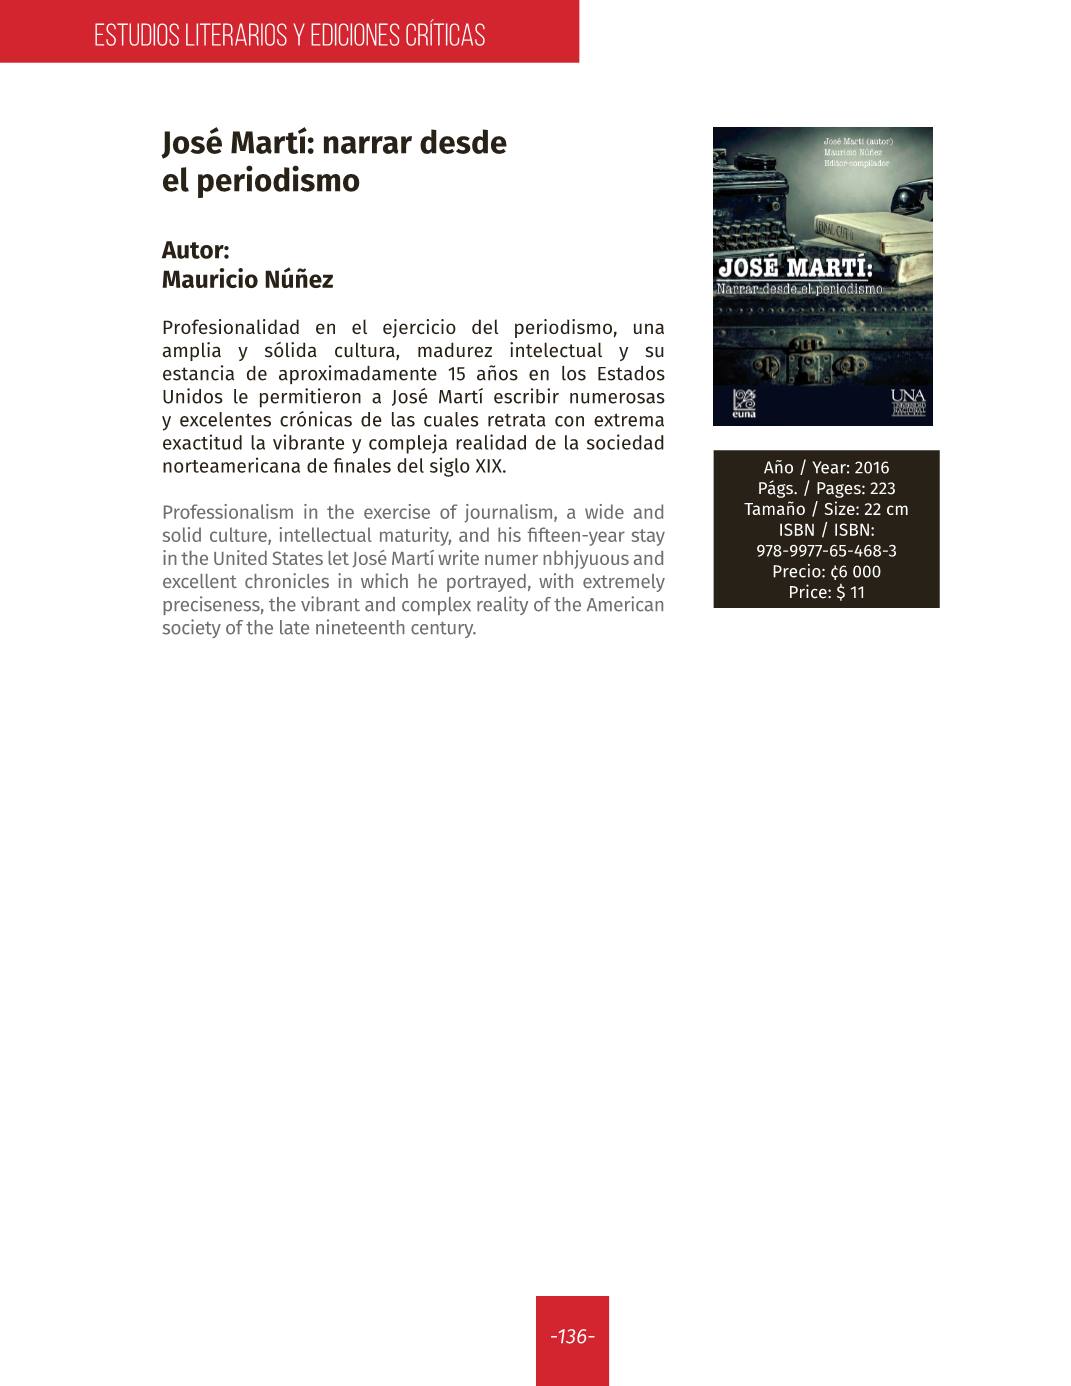 ESTUDIOS LITERARIOS Y EDICIONES CRÍTICAS
José Martí: narrar desde
el periodismo
Autor:
Mauricio Núñez
Profesionalidad en el ejercicio del periodismo, una
amplia y sólida cultura, madurez intelectual y su
estancia de aproximadamente 15 años en los Estados
Unidos le permitieron a José Martí escribir numerosas
y excelentes crónicas de las cuales retrata con extrema
exactitud la vibrante y compleja realidad de la sociedad
norteamericana de finales del siglo XIX.
Professionalism in the exercise of journalism, a wide and
solid culture, intellectual maturity, and his fifteen-year stay
in the United States let José Martí write numer nbhjyuous and
excellent chronicles in which he portrayed, with extremely
preciseness, the vibrant and complex reality of the American
society of the late nineteenth century.
José Martí (autor)
Mauricio Núñez
Editor-compilador
JOSÉ MARTÍ:
Narrar desde el periodismo
euna
UNA
Año / Year: 2016
Págs. / Pages: 223
Tamaño / Size: 22 cm
ISBN / ISBN:
978-9977-65-468-3
Precio: ¢6 000
Price: $ 11
-136-